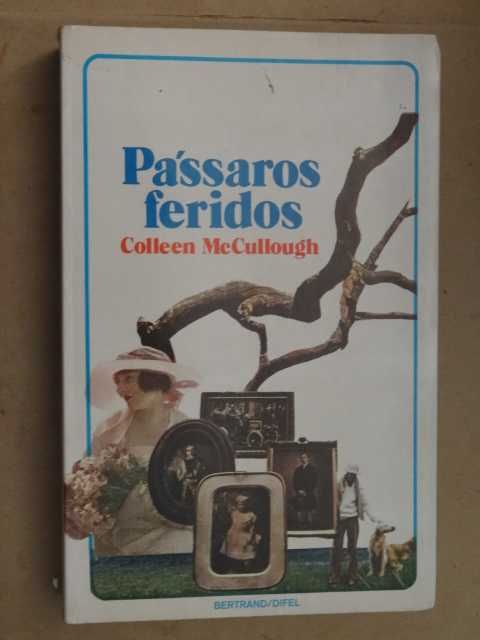 Pássaros
feridos
Colleen McCullough
BERTRAND/DIFEL